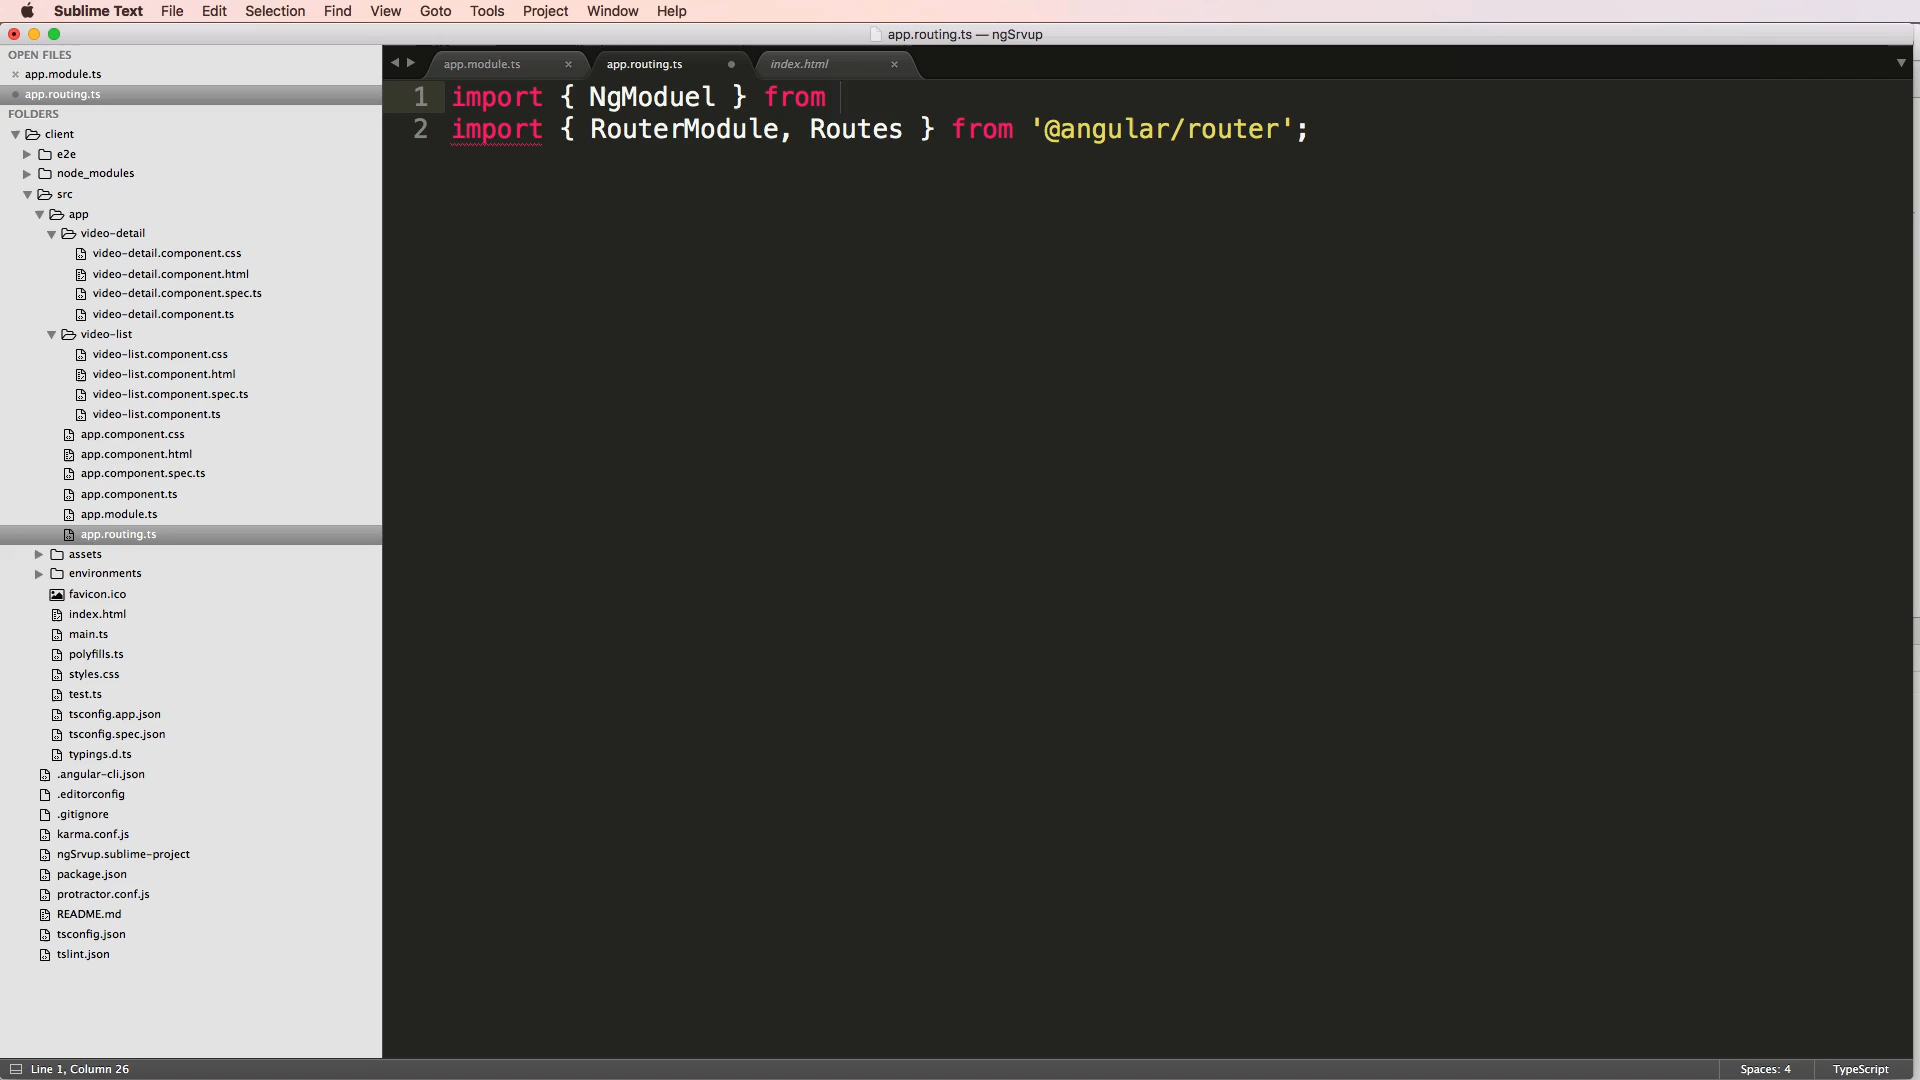 Sublime Text File Edit Selection Find View Goto Tools Project Window Help
app.routing.ts — ngSrvup
OPEN FILES
app.module.ts
app.routing.ts
FOLDERS
client
e2e
node_modules
src
app
video-detail
video-detail.component.css
video-detail.component.html
video-detail.component.spec.ts
video-detail.component.ts
video-list
video-list.component.css
video-list.component.html
video-list.component.spec.ts
video-list.component.ts
app.component.css
app.component.html
app.component.spec.ts
app.component.ts
app.module.ts
app.routing.ts
assets
environments
favicon.ico
index.html
main.ts
polyfills.ts
styles.css
test.ts
tsconfig.app.json
tsconfig.spec.json
typings.d.ts
.angular-cli.json
.editorconfig
.gitignore
karma.conf.js
ngSrvup.sublime-project
package.json
protractor.conf.js
README.md
tsconfig.json
tslint.json
app.module.ts app.routing.ts index.html
1 import { NgModuel } from
2 import { RouterModule, Routes } from '@angular/router';
Line 1, Column 26 Spaces: 4 TypeScript